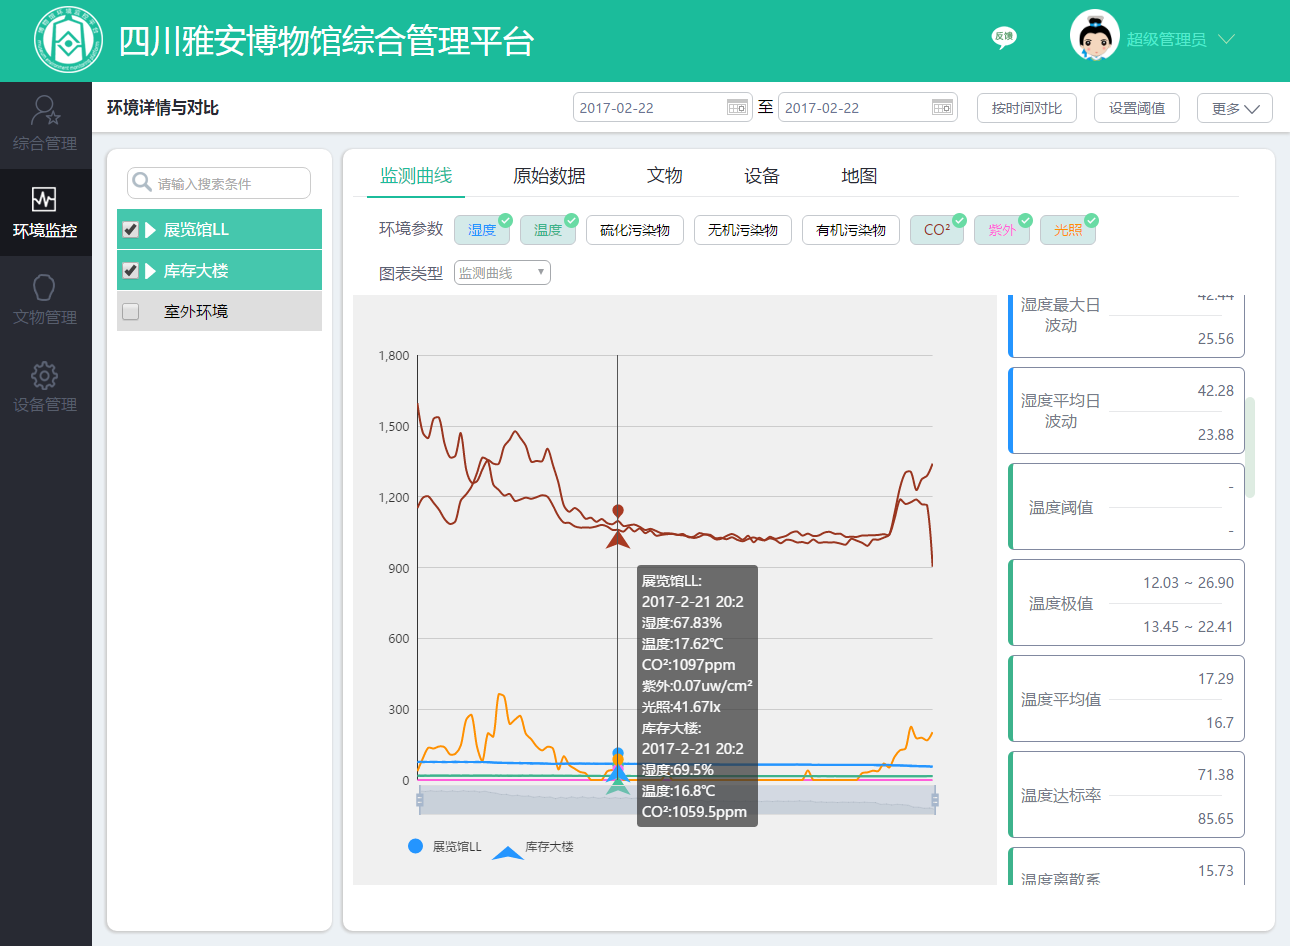 四川雅安博物馆综合管理平台
反馈
超级管理员
综合管理
环境监控
文物管理
设备管理
环境详情与对比
2017-02-22
至
2017-02-22
按时间对比
设置阈值
更多
请输入搜索条件
展览馆LL
库存大楼
室外环境
监测曲线
原始数据
文物
设备
地图
环境参数
湿度
温度
硫化污染物
无机污染物
有机污染物
CO²
紫外
光照
图表类型
监测曲线
1,800
1,500
1,200
900
600
300
0
展览馆LL:
2017-2-21 20:2
湿度:67.83%
温度:17.62℃
CO²:1097ppm
紫外:0.07uw/cm²
光照:41.67lx
库存大楼:
2017-2-21 20:2
湿度:69.5%
温度:16.8℃
CO²:1059.5ppm
展览馆LL
库存大楼
湿度最大日
波动
42.44
25.56
湿度平均日
波动
42.28
23.88
温度阈值
-
-
温度极值
12.03 ~ 26.90
13.45 ~ 22.41
温度平均值
17.29
16.7
温度达标率
71.38
85.65
温度离散系
15.73